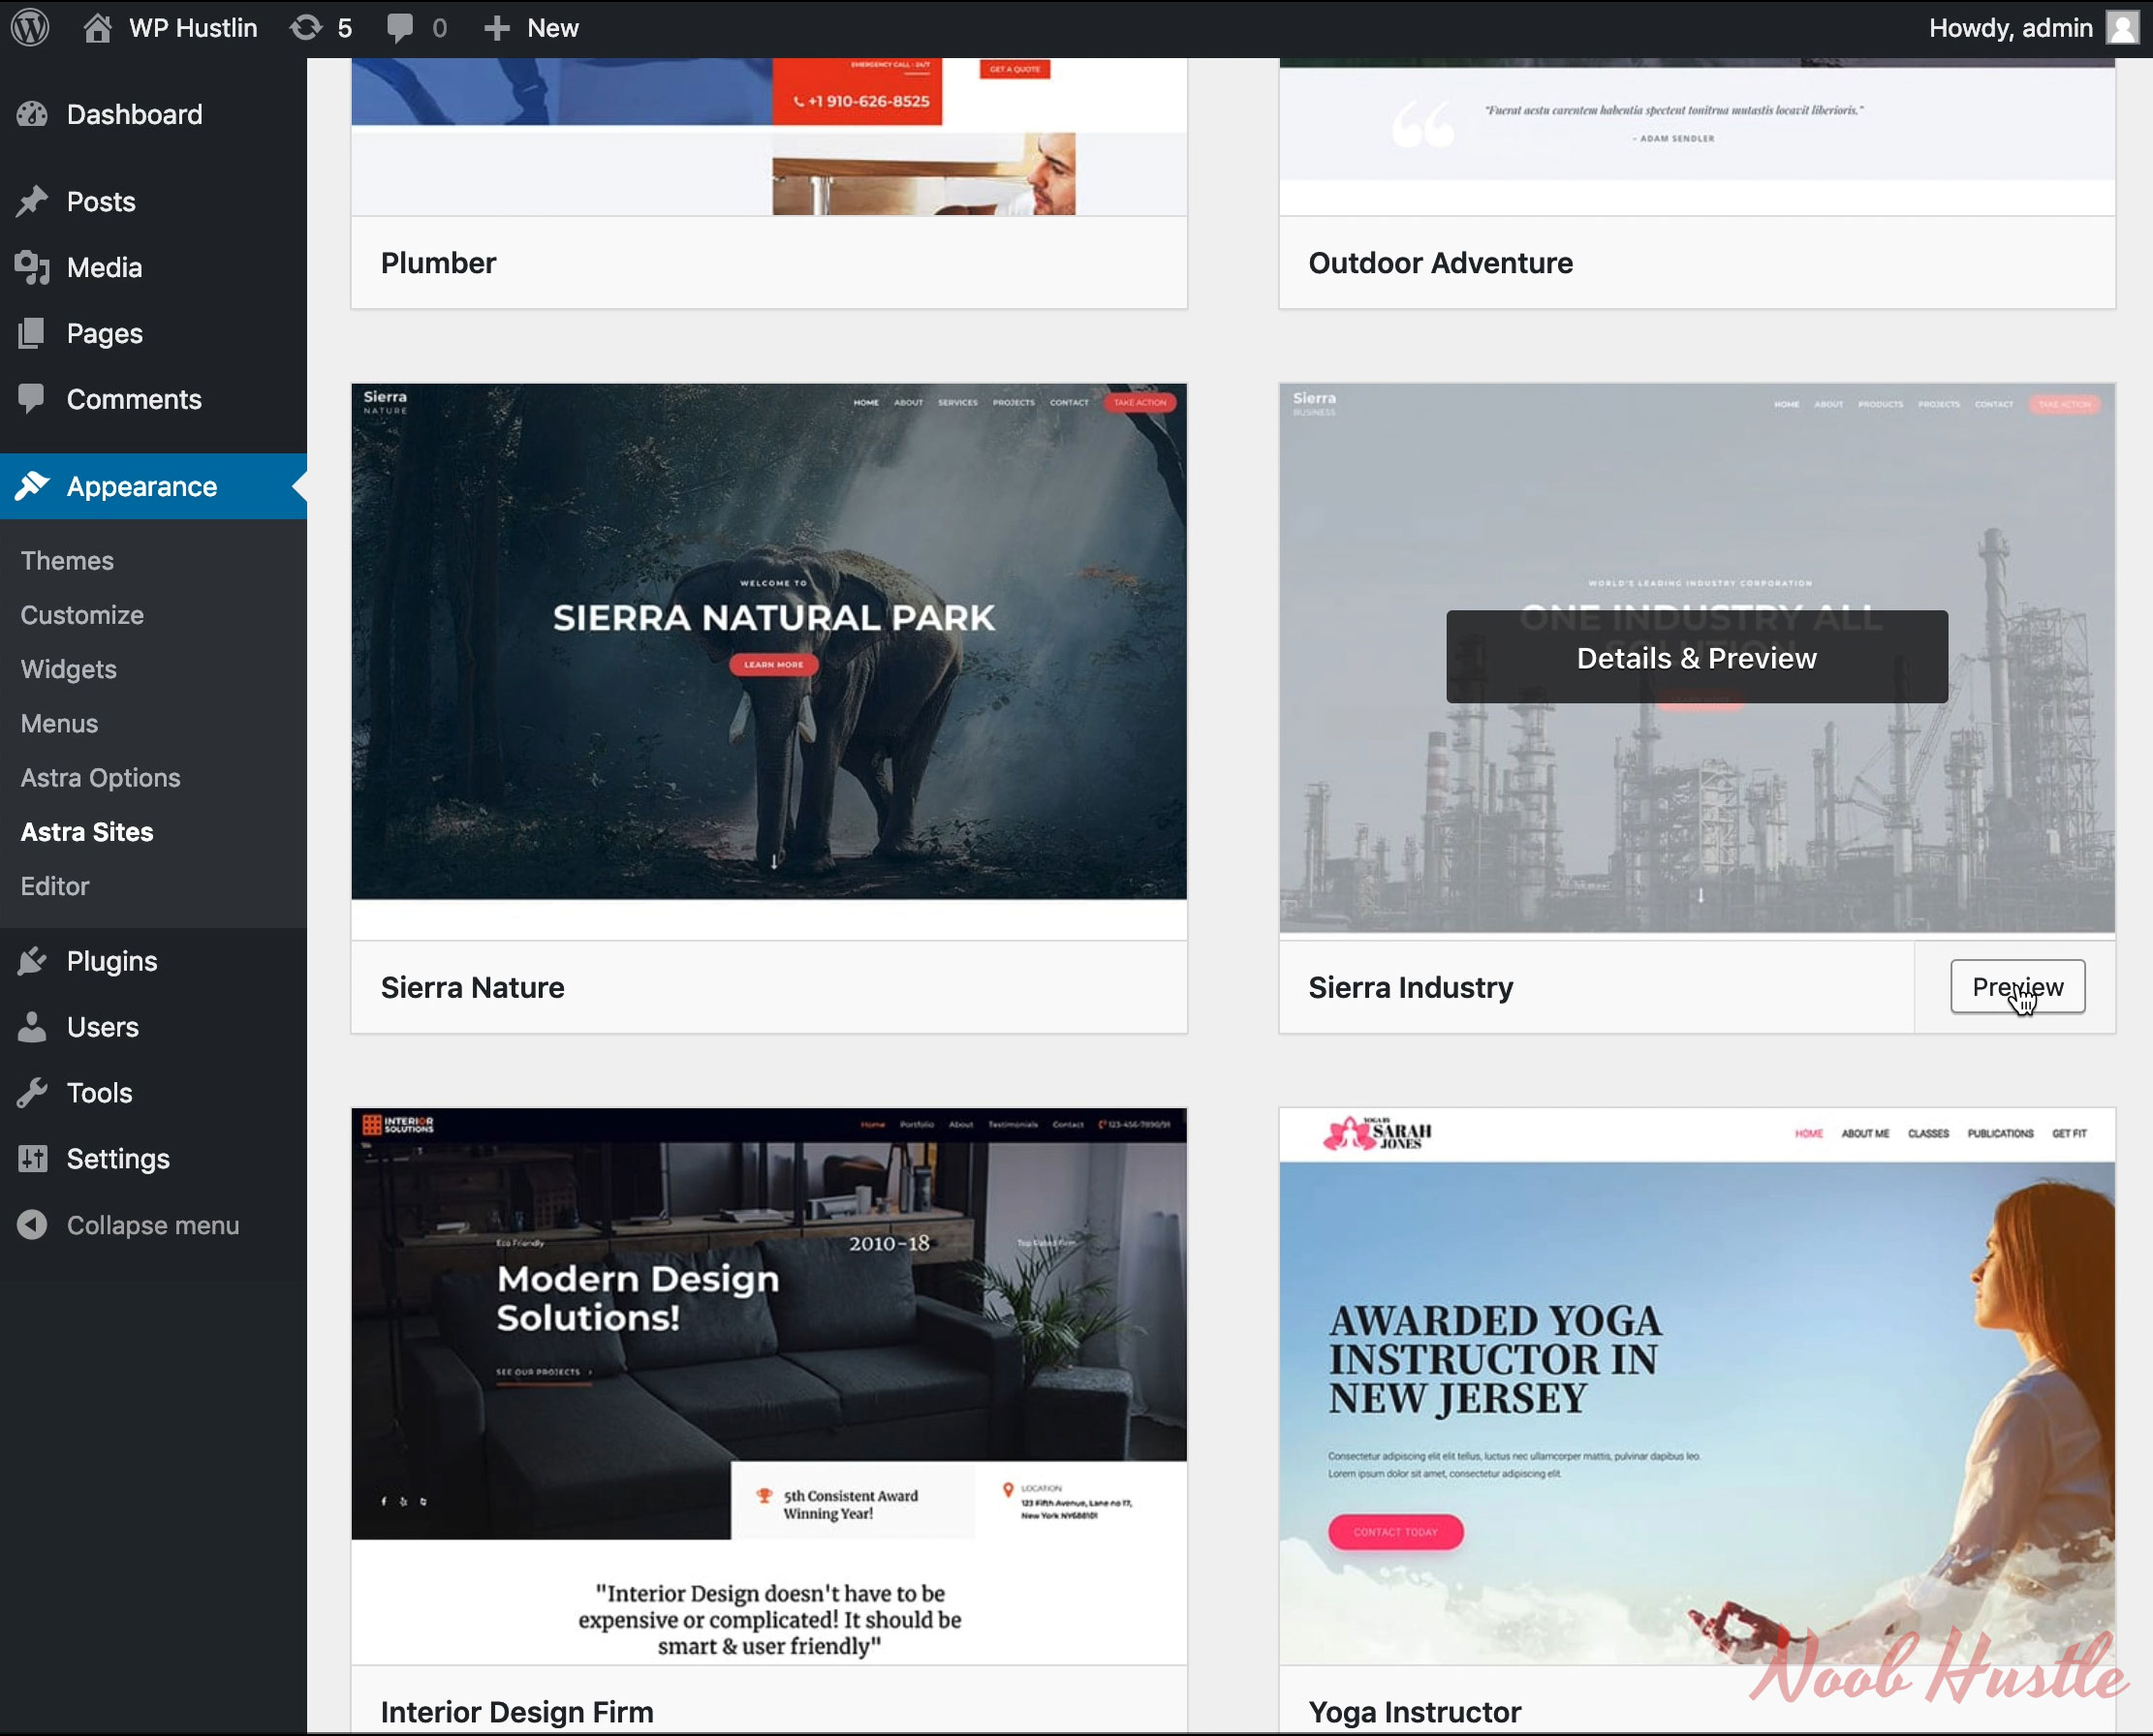 WP Hustlin
5
0
New
Howdy, admin
Dashboard
Posts
Media
Pages
Comments
Appearance
Themes
Customize
Widgets
Menus
Astra Options
Astra Sites
Editor
Plugins
Users
Tools
Settings
Collapse menu
EMERGENCY CALL : 24/7
+1 910-626-8525
GET A QUOTE
Plumber
"Fuerat aestu carentem habentia spectent tonitrua mutastis locavit liberioris."
- ADAM SENDLER
Outdoor Adventure
Sierra
NATURE
HOME ABOUT SERVICES PROJECTS CONTACT TAKE ACTION
WELCOME TO
SIERRA NATURAL PARK
LEARN MORE
Sierra Nature
Sierra
BUSINESS
HOME ABOUT PRODUCTS PROJECTS CONTACT TAKE ACTION
WORLD'S LEADING INDUSTRY CORPORATION
ONE INDUSTRY ALL
SOLUTION
Details & Preview
Sierra Industry
Preview
INTERIOR
SOLUTIONS
Home Portfolio About Testimonials Contact 123-456-7890/91
Eco Friendly
2010-18
Top Rated Firm
Modern Design
Solutions!
SEE OUR PROJECTS
5th Consistent Award
Winning Year!
LOCATION
123 Fifth Avenue, Lane no 17,
New York NY688101
"Interior Design doesn't have to be
expensive or complicated! It should be
smart & user friendly"
Interior Design Firm
YOGA BY
SARAH
JONES
HOME ABOUT ME CLASSES PUBLICATIONS GET FIT
AWARDED YOGA
INSTRUCTOR IN
NEW JERSEY
Consectetur adipiscing elit elit tellus, luctus nec ullamcorper mattis, pulvinar dapibus leo.
Lorem ipsum dolor sit amet, consectetur adipiscing elit.
CONTACT TODAY
Yoga Instructor
Noob Hustle